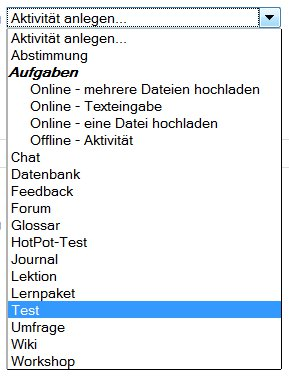 Aktivität anlegen...
Aktivität anlegen...
Abstimmung
Aufgaben
Online - mehrere Dateien hochladen
Online - Texteingabe
Online - eine Datei hochladen
Offline - Aktivität
Chat
Datenbank
Feedback
Forum
Glossar
HotPot-Test
Journal
Lektion
Lernpaket
Test
Umfrage
Wiki
Workshop